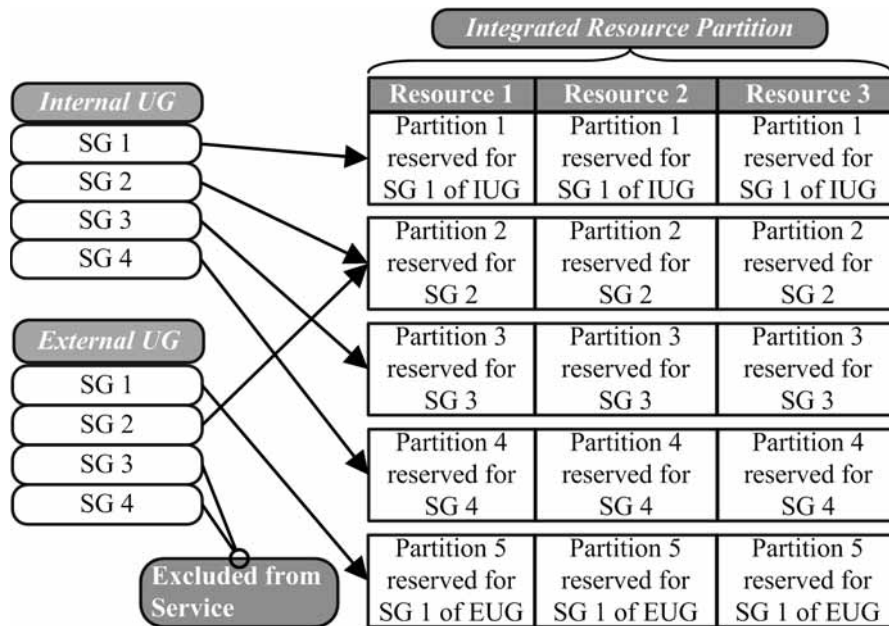 Integrated Resource Partition
Internal UG
SG 1
SG 2
SG 3
SG 4
External UG
SG 1
SG 2
SG 3
SG 4
Excluded from
Service
Resource 1 Resource 2 Resource 3
Partition 1 Partition 1 Partition 1
reserved for reserved for reserved for
SG 1 of IUG SG 1 of IUG SG 1 of IUG
Partition 2 Partition 2 Partition 2
reserved for reserved for reserved for
SG 2 SG 2 SG 2
Partition 3 Partition 3 Partition 3
reserved for reserved for reserved for
SG 3 SG 3 SG 3
Partition 4 Partition 4 Partition 4
reserved for reserved for reserved for
SG 4 SG 4 SG 4
Partition 5 Partition 5 Partition 5
reserved for reserved for reserved for
SG 1 of EUG SG 1 of EUG SG 1 of EUG